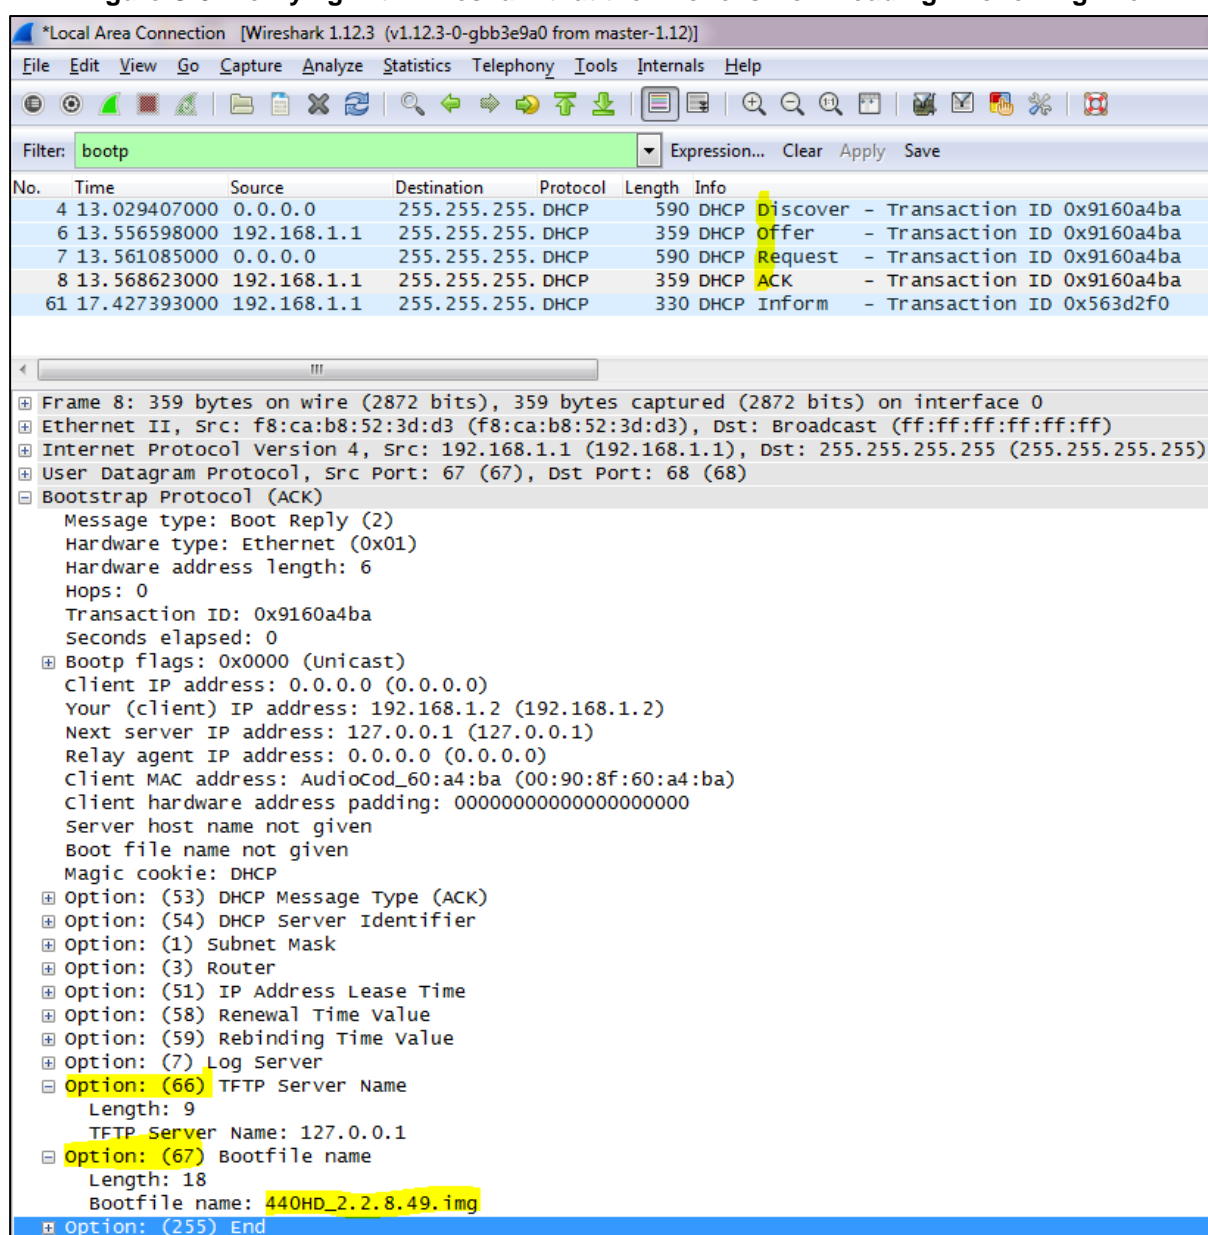 *Local Area Connection [Wireshark 1.12.3 (v1.12.3-0-gbb3e9a0 from master-1.12)]
File Edit View Go Capture Analyze Statistics Telephony Tools Internals Help
Filter: bootp Expression... Clear Apply Save
No. Time Source Destination Protocol Length Info
4 13.029407000 0.0.0.0 255.255.255. DHCP 590 DHCP Discover - Transaction ID 0x9160a4ba
6 13.556598000 192.168.1.1 255.255.255. DHCP 359 DHCP Offer - Transaction ID 0x9160a4ba
7 13.561085000 0.0.0.0 255.255.255. DHCP 590 DHCP Request - Transaction ID 0x9160a4ba
8 13.568623000 192.168.1.1 255.255.255. DHCP 359 DHCP ACK - Transaction ID 0x9160a4ba
61 17.427393000 192.168.1.1 255.255.255. DHCP 330 DHCP Inform - Transaction ID 0x563d2f0
Frame 8: 359 bytes on wire (2872 bits), 359 bytes captured (2872 bits) on interface 0
Ethernet II, Src: f8:ca:b8:52:3d:d3 (f8:ca:b8:52:3d:d3), Dst: Broadcast (ff:ff:ff:ff:ff:ff)
Internet Protocol Version 4, Src: 192.168.1.1 (192.168.1.1), Dst: 255.255.255.255 (255.255.255.255)
User Datagram Protocol, Src Port: 67 (67), Dst Port: 68 (68)
Bootstrap Protocol (ACK)
Message type: Boot Reply (2)
Hardware type: Ethernet (0x01)
Hardware address length: 6
Hops: 0
Transaction ID: 0x9160a4ba
Seconds elapsed: 0
Bootp flags: 0x0000 (Unicast)
Client IP address: 0.0.0.0 (0.0.0.0)
Your (client) IP address: 192.168.1.2 (192.168.1.2)
Next server IP address: 127.0.0.1 (127.0.0.1)
Relay agent IP address: 0.0.0.0 (0.0.0.0)
Client MAC address: AudioCod_60:a4:ba (00:90:8f:60:a4:ba)
Client hardware address padding: 00000000000000000000
Server host name not given
Boot file name not given
Magic cookie: DHCP
Option: (53) DHCP Message Type (ACK)
Option: (54) DHCP Server Identifier
Option: (1) Subnet Mask
Option: (3) Router
Option: (51) IP Address Lease Time
Option: (58) Renewal Time Value
Option: (59) Rebinding Time Value
Option: (7) Log Server
Option: (66) TFTP Server Name
Length: 9
TFTP Server Name: 127.0.0.1
Option: (67) Bootfile name
Length: 18
Bootfile name: 440HD_2.2.8.49.img
Option: (255) End